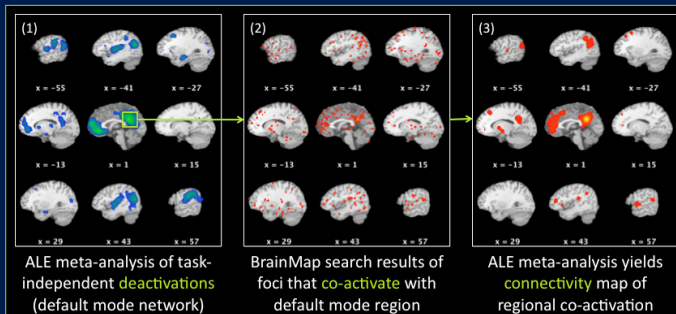 (1)
x = -55
x = -41
x = -27
x = -13
x = 1
x = 15
x = 29
x = 43
x = 57
ALE meta-analysis of task-
independent deactivations
(default mode network)
(2)
x = -55
x = -41
x = -27
x = -13
x = 1
x = 15
x = 29
x = 43
x = 57
BrainMap search results of
foci that co-activate with
default mode region
(3)
x = -55
x = -41
x = -27
x = -13
x = 1
x = 15
x = 29
x = 43
x = 57
ALE meta-analysis yields
connectivity map of
regional co-activation